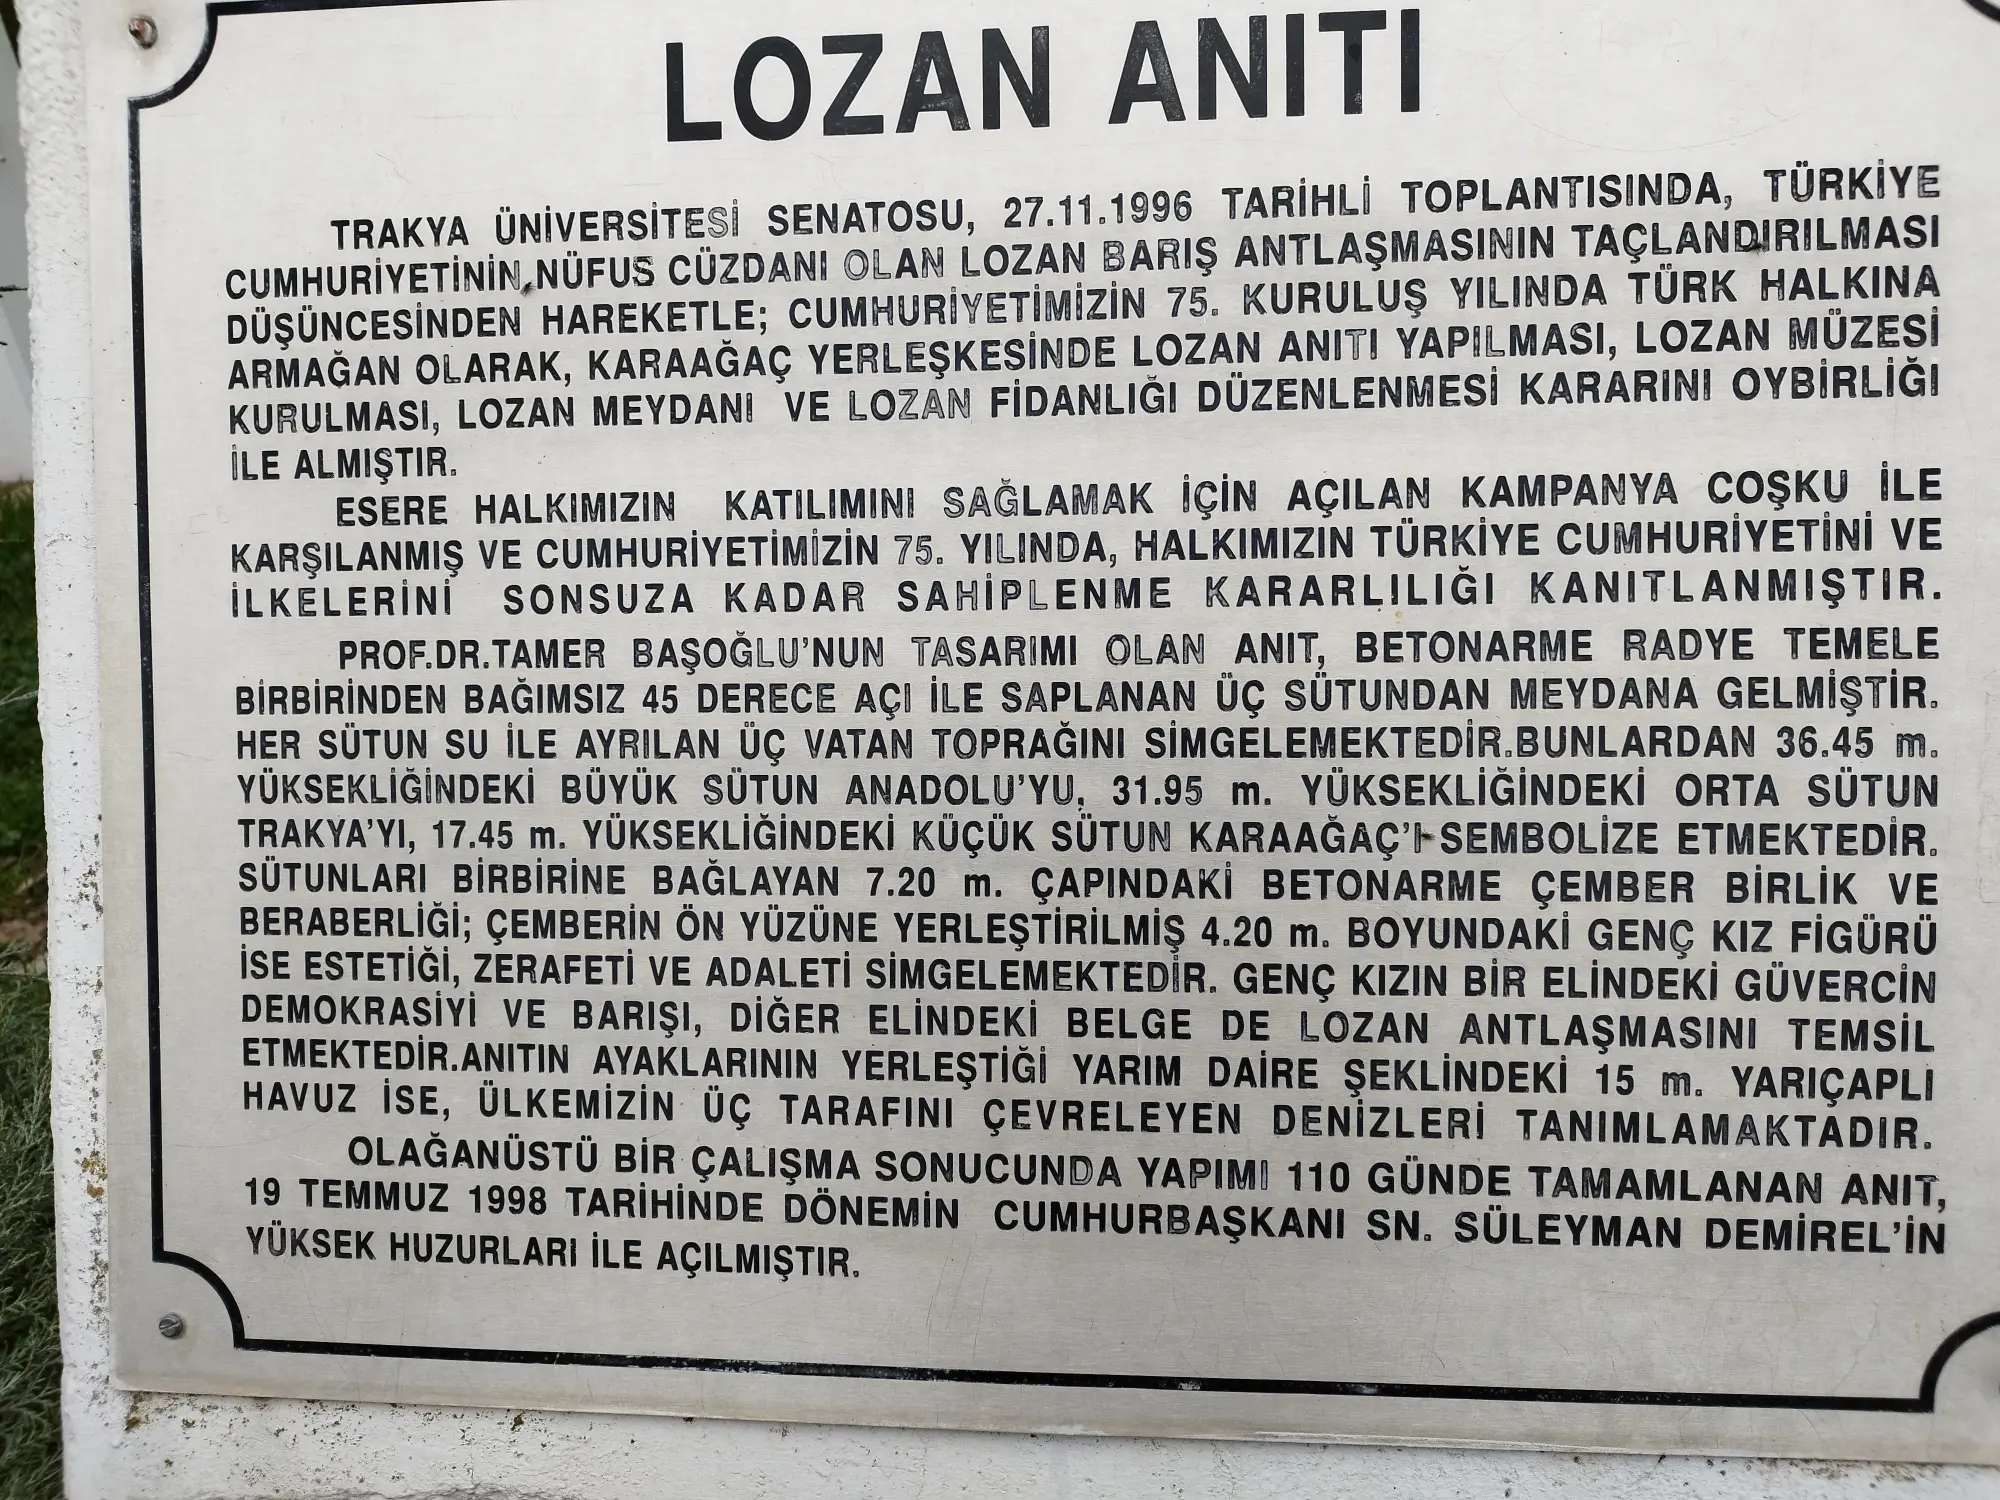 LOZAN ANITI
TRAKYA ÜNİVERSİTESİ SENATOSU, 27.11.1996 TARİHLİ TOPLANTISINDA, TÜRKİYE
CUMHURİYETİNİN NÜFUS CÜZDANI OLAN LOZAN BARIŞ ANTLAŞMASININ TAÇLANDIRILMASI
DÜŞÜNCESİNDEN HAREKETLE; CUMHURİYETİMİZİN 75. KURULUŞ YILINDA TÜRK HALKINA
ARMAĞAN OLARAK, KARAAĞAÇ YERLEŞKESİNDE LOZAN ANITI YAPILMASI, LOZAN MÜZESİ
KURULMASI, LOZAN MEYDANI VE LOZAN FİDANLIĞI DÜZENLENMESİ KARARINI OYBİRLİĞİ
İLE ALMIŞTIR.
ESERE HALKIMIZIN KATILIMINI SAĞLAMAK İÇİN AÇILAN KAMPANYA COŞKU İLE
KARŞILANMIŞ VE CUMHURİYETİMİZİN 75. YILINDA, HALKIMIZIN TÜRKİYE CUMHURİYETİNİ VE
İLKELERİNİ SONSUZA KADAR SAHİPLENME KARARLILIĞI KANITLANMIŞTIR.
PROF.DR.TAMER BAŞOĞLU'NUN TASARIMI OLAN ANIT, BETONARME RADYE TEMELE
BİRBİRİNDEN BAĞIMSIZ 45 DERECE AÇI İLE SAPLANAN ÜÇ SÜTUNDAN MEYDANA GELMİŞTİR.
HER SÜTUN SU İLE AYRILAN ÜÇ VATAN TOPRAĞINI SİMGELEMEKTEDİR.BUNLARDAN 36.45 m.
YÜKSEKLİĞİNDEKİ BÜYÜK SÜTUN ANADOLU'YU, 31.95 m. YÜKSEKLİĞİNDEKİ ORTA SÜTUN
TRAKYA'YI, 17.45 m. YÜKSEKLİĞİNDEKİ KÜÇÜK SÜTUN KARAAĞAÇ'I SEMBOLİZE ETMEKTEDİR.
SÜTUNLARI BİRBİRİNE BAĞLAYAN 7.20 m. ÇAPINDAKİ BETONARME ÇEMBER BİRLİK VE
BERABERLİĞİ; ÇEMBERİN ÖN YÜZÜNE YERLEŞTİRİLMİŞ 4.20 m. BOYUNDAKİ GENÇ KIZ FİGÜRÜ
İSE ESTETİĞİ, ZERAFETİ VE ADALETİ SİMGELEMEKTEDİR. GENÇ KIZIN BİR ELİNDEKİ GÜVERCİN
DEMOKRASİYİ VE BARIŞI, DİĞER ELİNDEKİ BELGE DE LOZAN ANTLAŞMASINI TEMSİL
ETMEKTEDİR.ANITIN AYAKLARININ YERLEŞTİĞİ YARIM DAİRE ŞEKLİNDEKİ 15 m. YARIÇAPLI
HAVUZ İSE, ÜLKEMİZİN ÜÇ TARAFINI ÇEVRELEYEN DENİZLERİ TANIMLAMAKTADIR.
OLAĞANÜSTÜ BİR ÇALIŞMA SONUCUNDA YAPIMI 110 GÜNDE TAMAMLANAN ANIT,
19 TEMMUZ 1998 TARİHİNDE DÖNEMİN CUMHURBAŞKANI SN. SÜLEYMAN DEMİREL'İN
YÜKSEK HUZURLARI İLE AÇILMIŞTIR.